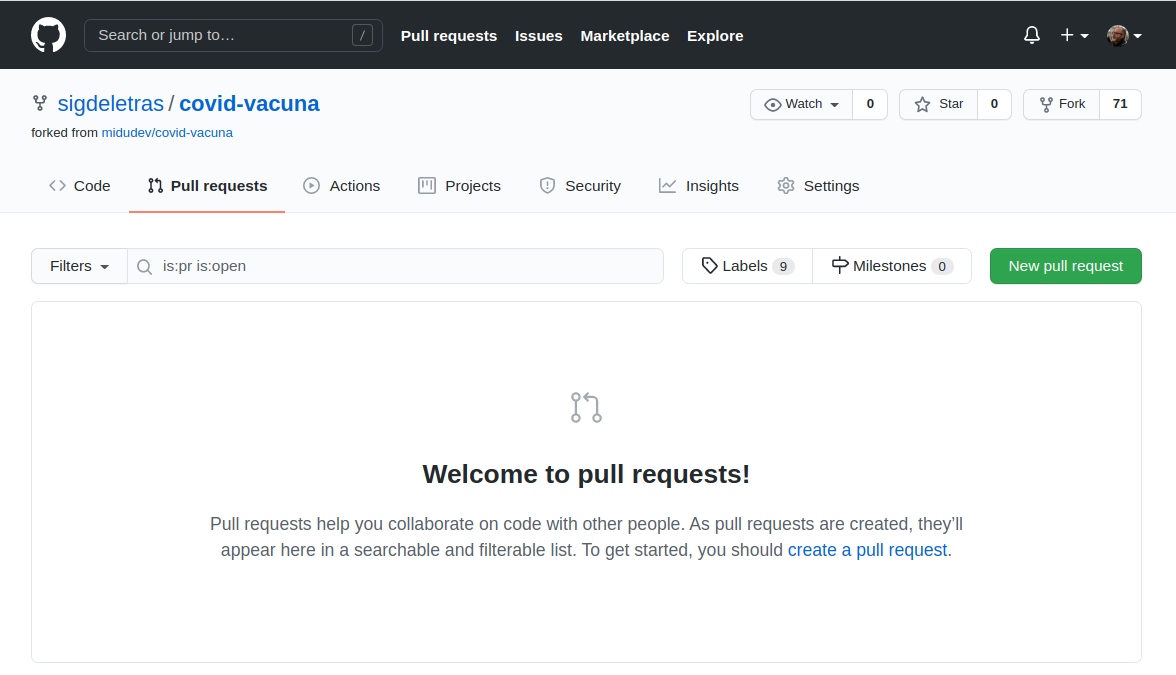 Search or jump to… / Pull requests Issues Marketplace Explore
sigdeletras / covid-vacuna Watch 0 Star 0 Fork 71
forked from midudev/covid-vacuna
Code Pull requests Actions Projects Security Insights Settings
Filters is:pr is:open Labels 9 Milestones 0 New pull request
Welcome to pull requests!
Pull requests help you collaborate on code with other people. As pull requests are created, they’ll
appear here in a searchable and filterable list. To get started, you should create a pull request.